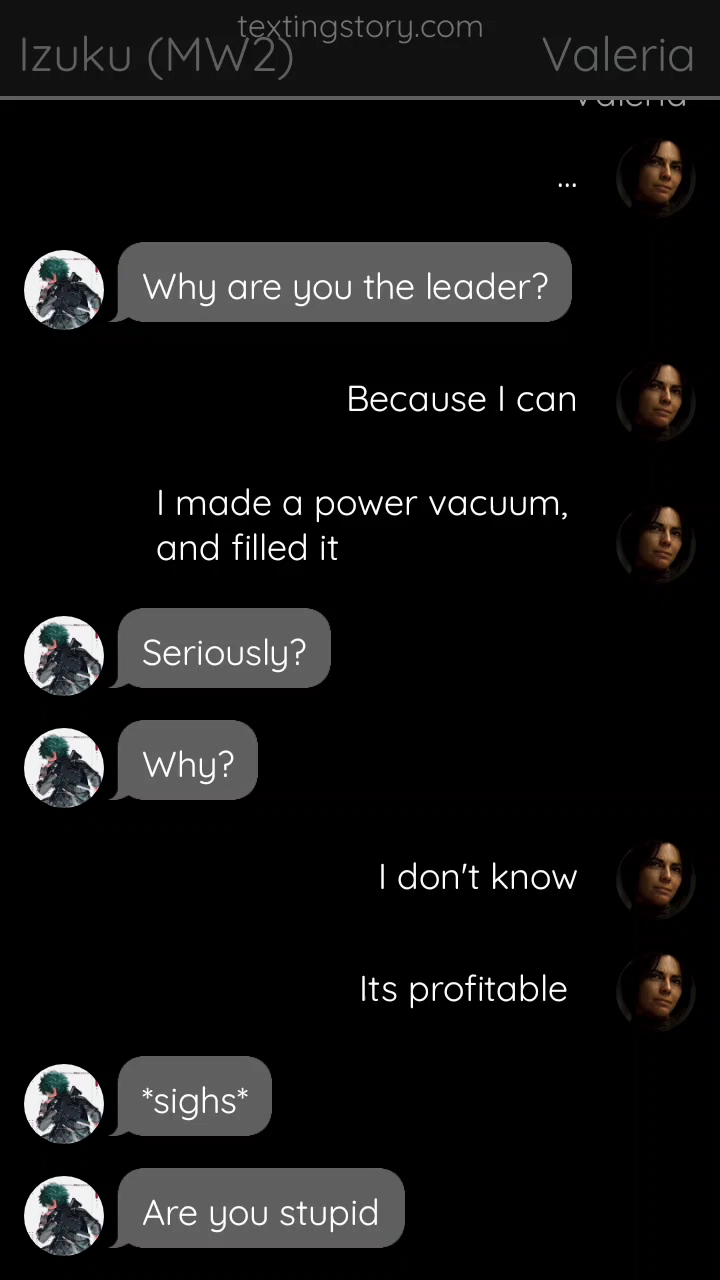 textingstory.com
Izuku (MW2)
Valeria
Valeria
...
Why are you the leader?
Because I can
I made a power vacuum,
and filled it
Seriously?
Why?
I don't know
Its profitable
*sighs*
Are you stupid